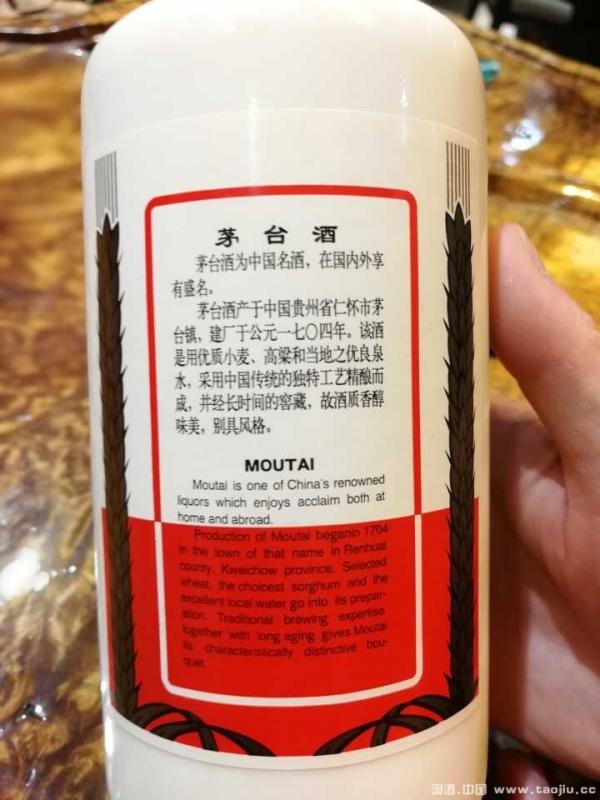 茅台酒
茅台酒为中国名酒，在国内外享
有盛名。
茅台酒产于中国贵州省仁怀市茅
台镇，建厂于公元一七〇四年。该酒
是用优质小麦、高粱和当地之优良泉
水，采用中国传统的独特工艺精酿而
成，并经长时间的窖藏，故酒质香醇
味美，别具风格。
MOUTAI
Moutai is one of China's renowned
liquors which enjoys acclaim both at
home and abroad.
Production of Moutai beganin 1704
in the town of that name in Renhuai
county, Kweichow province. Selected
wheat, the choicest sorghum and the
excellent local water go into its prepar-
ation. Traditional brewing expertise
together with long aging gives Moutai
its characteristically distinctive bou-
quet.
淘酒.中国 www.taojiu.cc